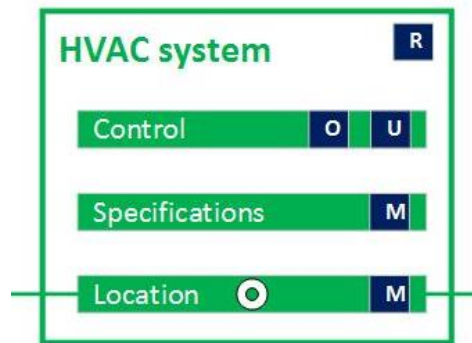 HVAC system R
Control O U
Specifications M
Location M